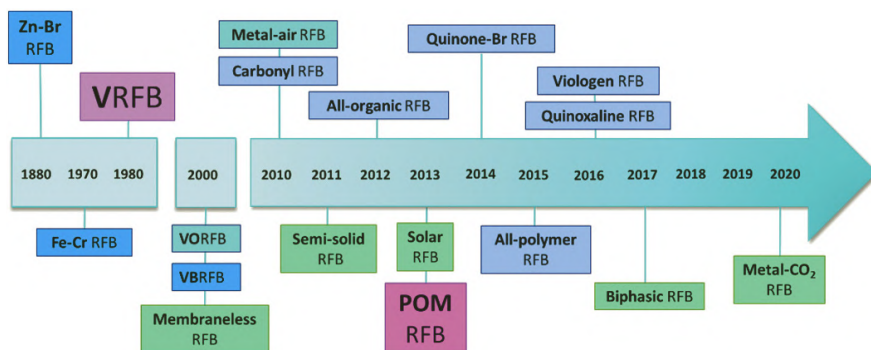 Zn-Br
RFB
VRFB
Metal-air RFB
Carbonyl RFB
All-organic RFB
Quinone-Br RFB
Viologen RFB
Quinoxaline RFB
1880 1970 1980 2000 2010 2011 2012 2013 2014 2015 2016 2017 2018 2019 2020
Fe-Cr RFB
VORFB
VBRFB
Membraneless
RFB
Semi-solid
RFB
Solar
RFB
POM
RFB
All-polymer
RFB
Biphasic RFB
Metal-CO₂
RFB